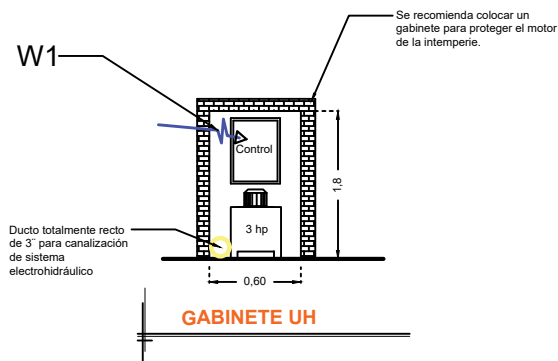 Se recomienda colocar un
gabinete para proteger el motor
de la intemperie.
W1
Control
1,8
3 hp
Ducto totalmente recto
de 3¨ para canalización
de sistema
electrohidráulico
0,60
GABINETE UH